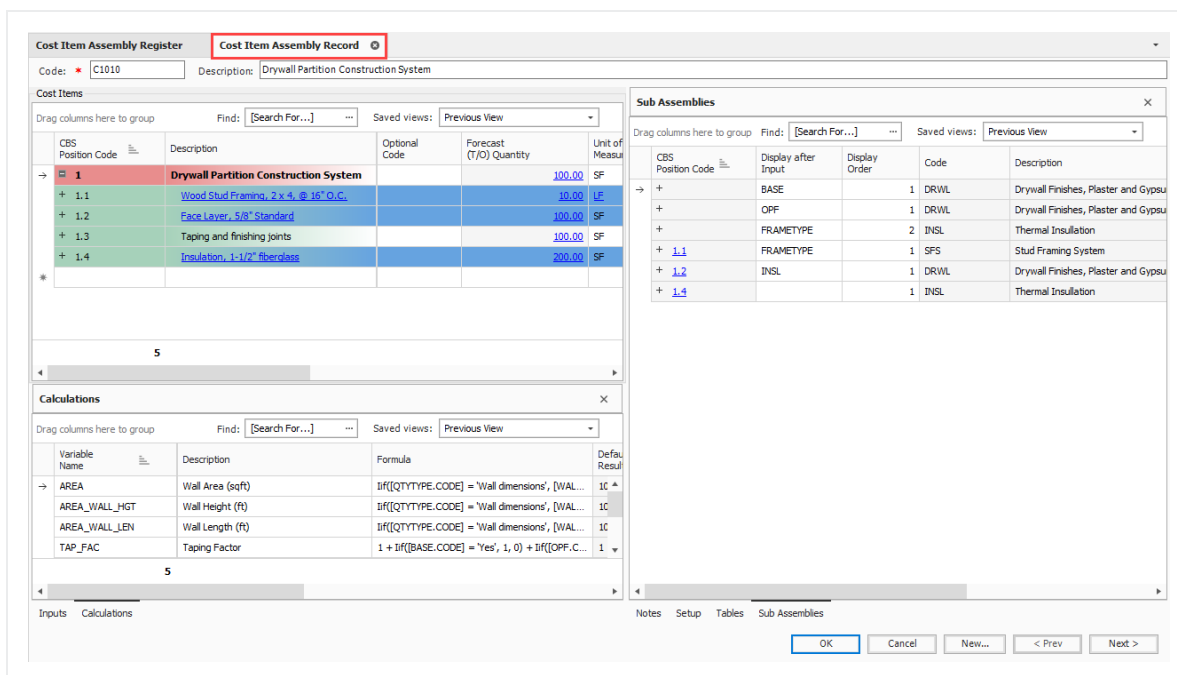 Cost Item Assembly Register Cost Item Assembly Record
Code: * C1010 Description: Drywall Partition Construction System
Cost Items
Drag columns here to group Find: [Search For...] ... Saved views: Previous View
CBS Position Code Description Optional Code Forecast (T/O) Quantity Unit of Measu
1 Drywall Partition Construction System 100.00 SF
+ 1.1 Wood Stud Framing, 2 x 4, @ 16" O.C. 10.00 LF
+ 1.2 Face Layer, 5/8" Standard 100.00 SF
+ 1.3 Taping and finishing joints 100.00 SF
+ 1.4 Insulation, 1-1/2" fiberglass 200.00 SF
*
5
Calculations
Drag columns here to group Find: [Search For...] ... Saved views: Previous View
Variable Name Description Formula Defau Result
AREA Wall Area (sqft) Iif([QTYTYPE.CODE] = 'Wall dimensions', [WAL... 10
AREA_WALL_HGT Wall Height (ft) Iif([QTYTYPE.CODE] = 'Wall dimensions', [WAL... 10
AREA_WALL_LEN Wall Length (ft) Iif([QTYTYPE.CODE] = 'Wall dimensions', [WAL... 10
TAP_FAC Taping Factor 1 + Iif([BASE.CODE] = 'Yes', 1, 0) + Iif([OPF.C... 1
5
Inputs Calculations
Sub Assemblies
Drag columns here to group Find: [Search For...] ... Saved views: Previous View
CBS Position Code Display after Input Display Order Code Description
+ BASE 1 DRWL Drywall Finishes, Plaster and Gypsu
+ OPF 1 DRWL Drywall Finishes, Plaster and Gypsu
+ FRAMETYPE 2 INSL Thermal Insullation
+ 1.1 FRAMETYPE 1 SFS Stud Framing System
+ 1.2 INSL 1 DRWL Drywall Finishes, Plaster and Gypsu
+ 1.4 1 INSL Thermal Insullation
Notes Setup Tables Sub Assemblies
OK Cancel New... < Prev Next >